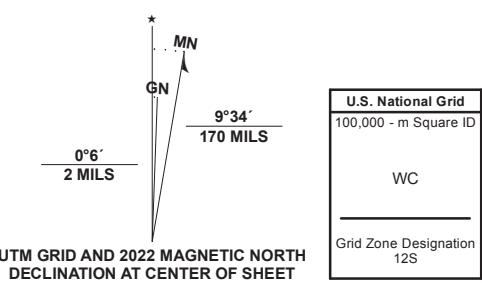 ★
MN
GN
9°34´
170 MILS
0°6´
2 MILS
UTM GRID AND 2022 MAGNETIC NORTH
DECLINATION AT CENTER OF SHEET
U.S. National Grid
100,000 - m Square ID
WC
Grid Zone Designation
12S